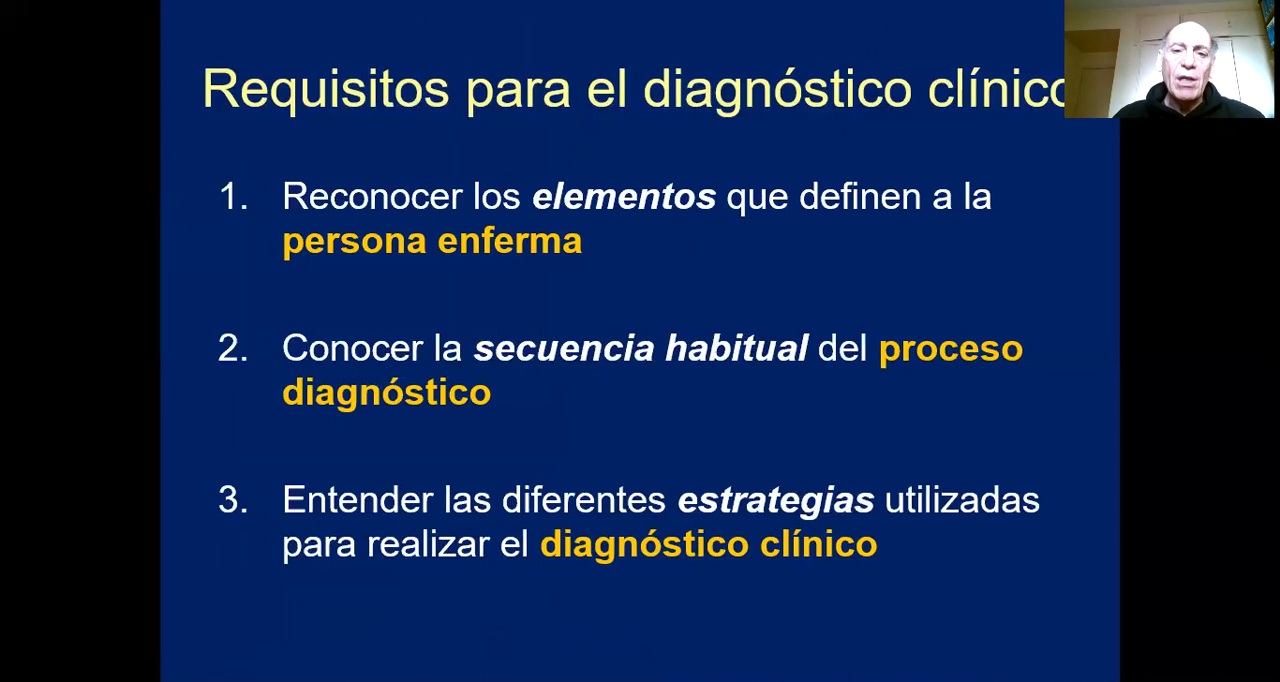 Requisitos para el diagnóstico clínico
1. Reconocer los elementos que definen a la
persona enferma
2. Conocer la secuencia habitual del proceso
diagnóstico
3. Entender las diferentes estrategias utilizadas
para realizar el diagnóstico clínico